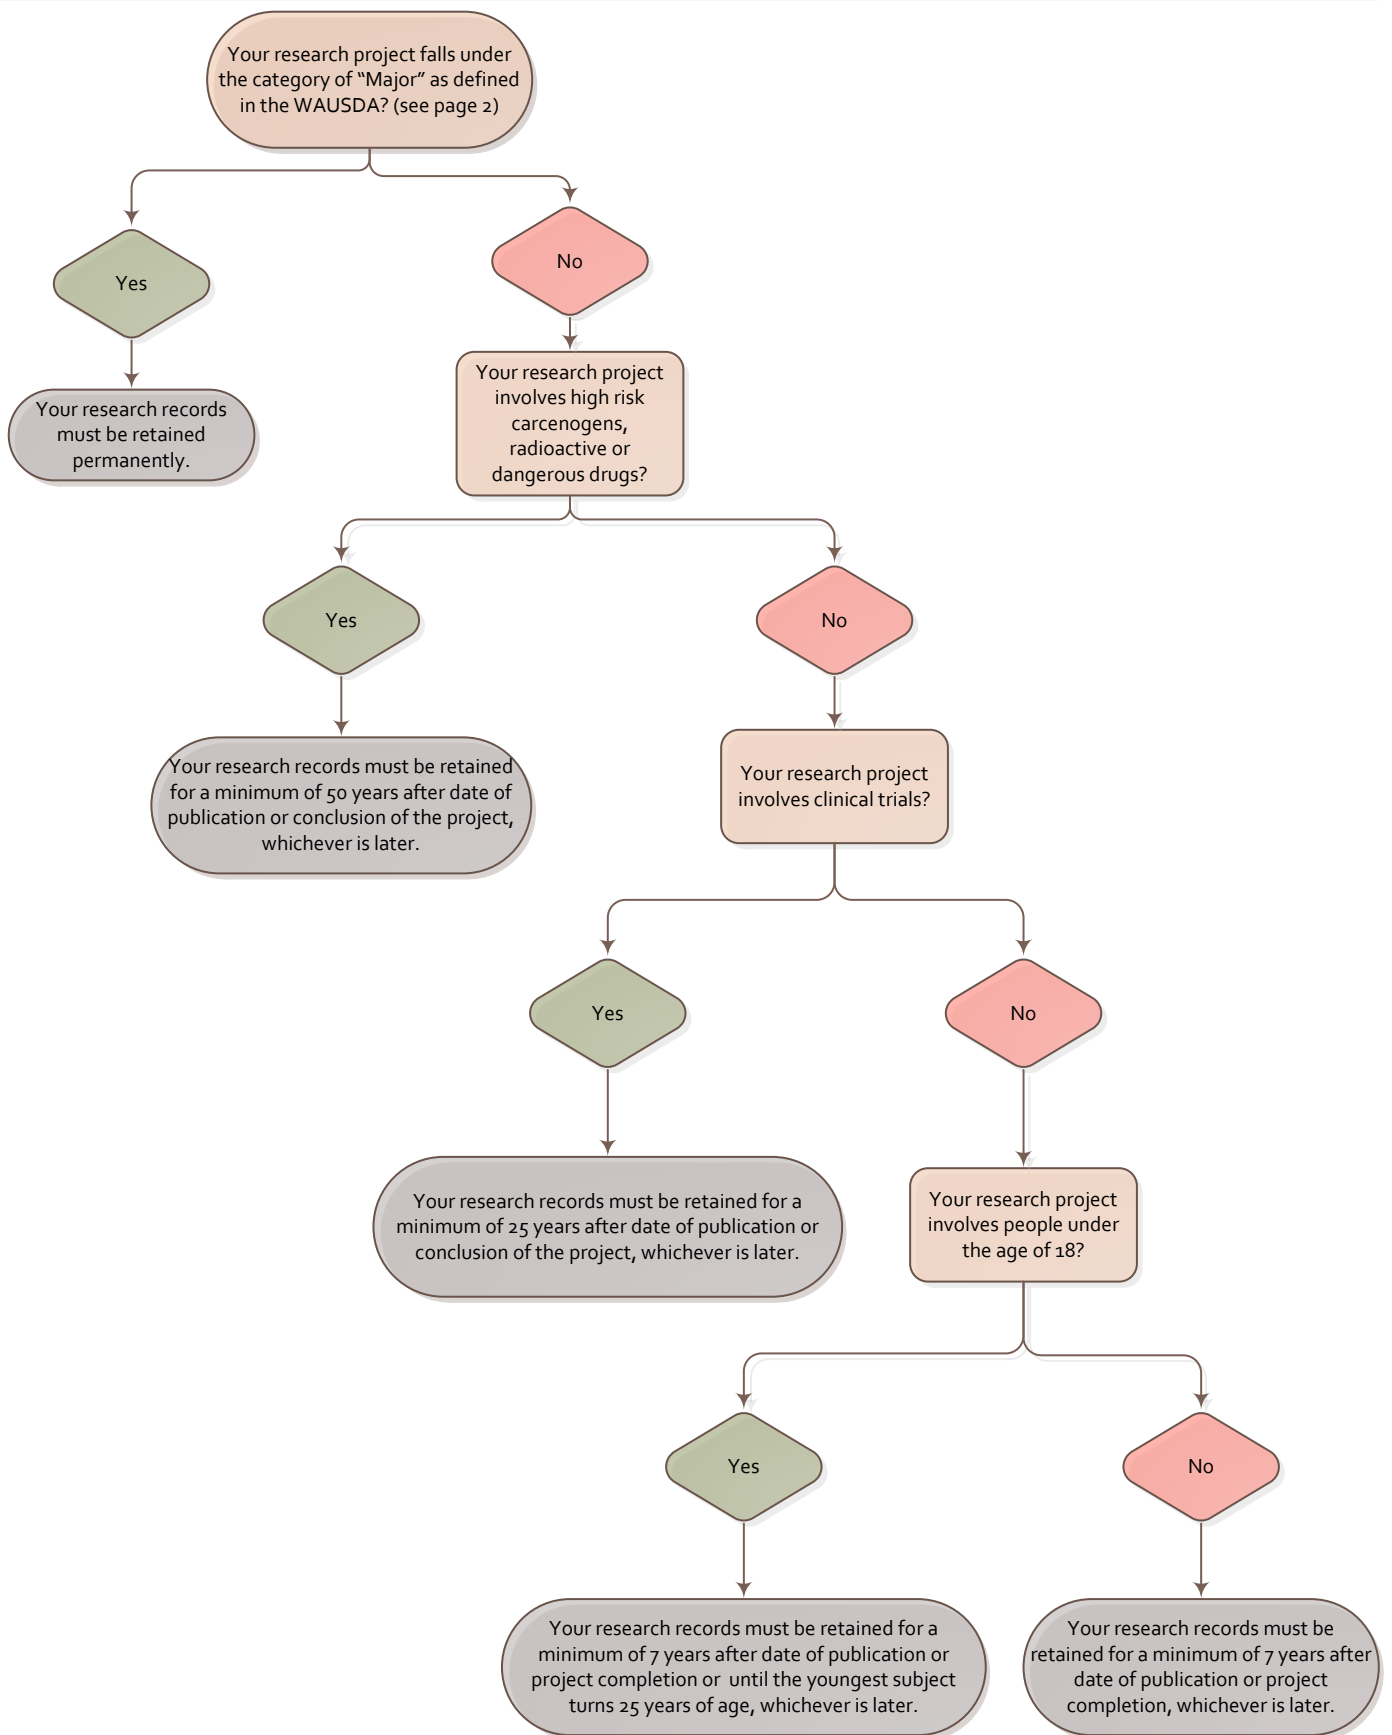 Your research project falls under
the category of “Major” as defined
in the WAUSDA? (see page 2)
Yes
No
Your research records
must be retained
permanently.
Your research project
involves high risk
carcenogens,
radioactive or
dangerous drugs?
Yes
No
Your research records must be retained
for a minimum of 50 years after date of
publication or conclusion of the project,
whichever is later.
Your research project
involves clinical trials?
Yes
No
Your research records must be retained for a
minimum of 25 years after date of publication or
conclusion of the project, whichever is later.
Your research project
involves people under
the age of 18?
Yes
No
Your research records must be retained for a
minimum of 7 years after date of publication or
project completion or until the youngest subject
turns 25 years of age, whichever is later.
Your research records must be
retained for a minimum of 7 years after
date of publication or project
completion, whichever is later.